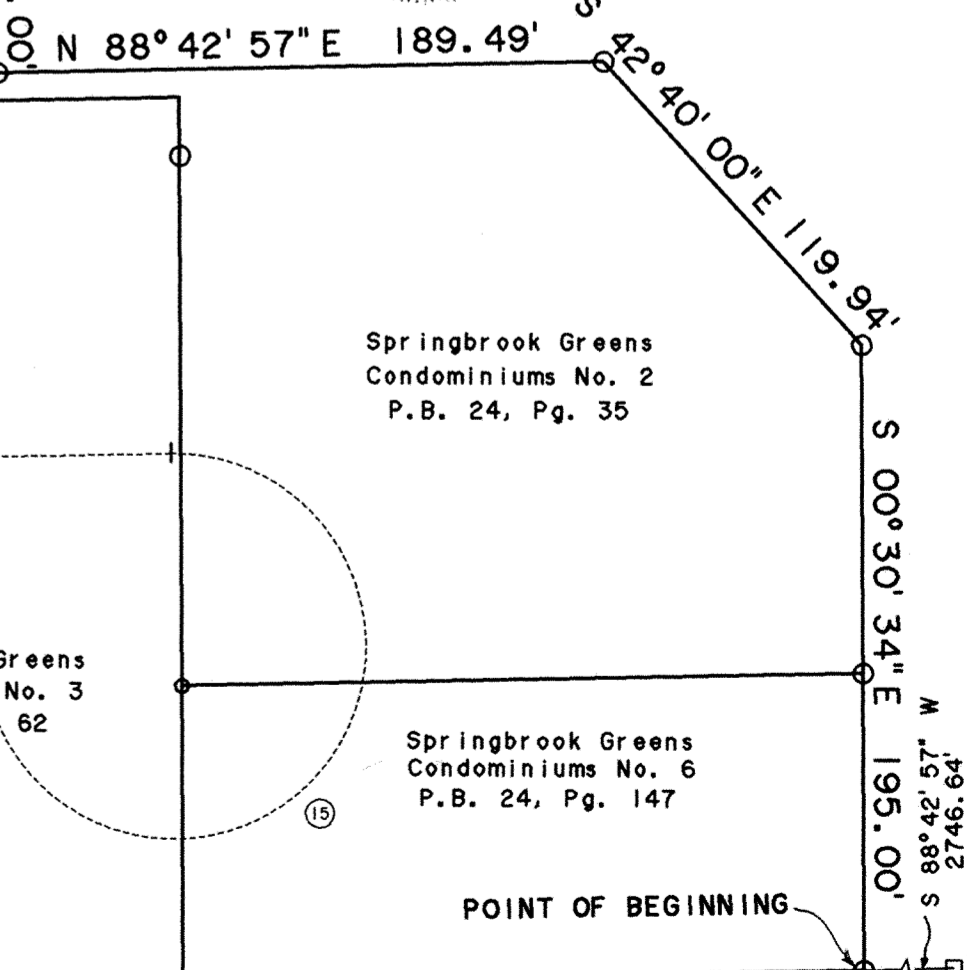 00
N 88°42'57"E 189.49'
S 42°40'00"E 119.94'
Springbrook Greens
Condominiums No. 2
P.B. 24, Pg. 35
S 00°30'34"E 195.00'
Greens
No. 3
62
Springbrook Greens
Condominiums No. 6
P.B. 24, Pg. 147
15
S 88°42'57" W
2746.64'
POINT OF BEGINNING